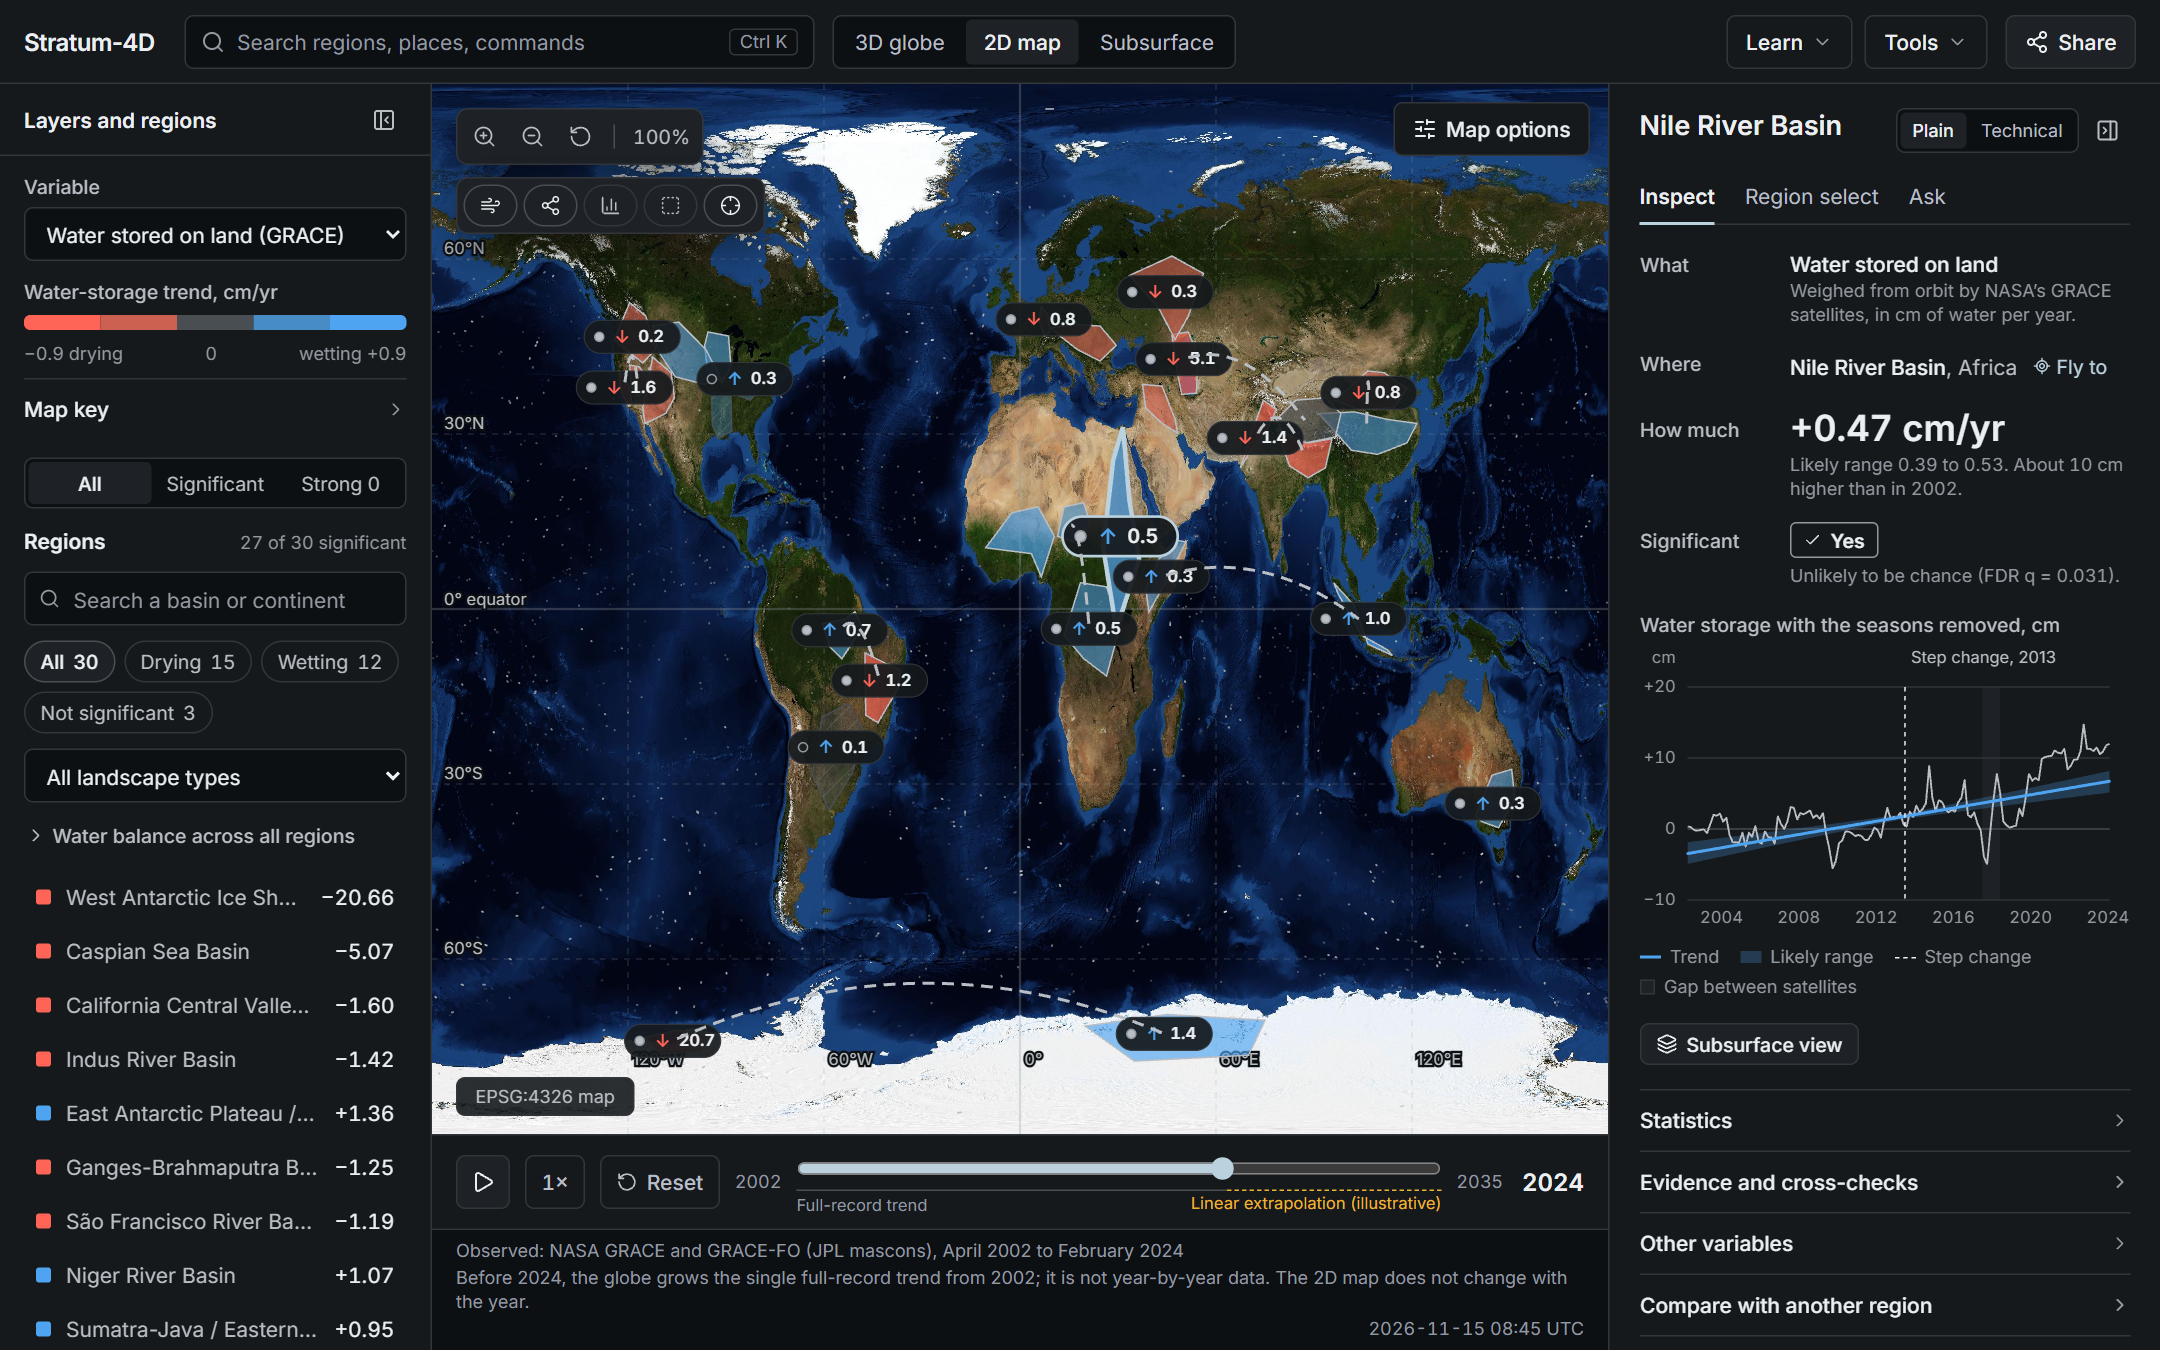 Stratum-4D
Search regions, places, commands
Ctrl K
3D globe
2D map
Subsurface
Learn
Tools
Share
Layers and regions
Variable
Water stored on land (GRACE)
Water-storage trend, cm/yr
−0.9 drying
0
wetting +0.9
Map key
All
Significant
Strong 0
Regions
27 of 30 significant
Search a basin or continent
All 30
Drying 15
Wetting 12
Not significant 3
All landscape types
Water balance across all regions
West Antarctic Ice Sh... −20.66
Caspian Sea Basin −5.07
California Central Valle... −1.60
Indus River Basin −1.42
East Antarctic Plateau /... +1.36
Ganges-Brahmaputra B... −1.25
São Francisco River Ba... −1.19
Niger River Basin +1.07
Sumatra-Java / Eastern... +0.95
100%
Map options
60°N
30°N
0° equator
30°S
60°S
0.3
0.8
0.2
5.1
0.3
1.6
0.8
1.4
0.5
0.3
1.0
0.5
0.7
1.2
0.1
0.3
20.7
1.4
120°W
60°W
0°
60°E
120°E
EPSG:4326 map
1×
Reset
2002
2035
2024
Full-record trend
Linear extrapolation (illustrative)
Observed: NASA GRACE and GRACE-FO (JPL mascons), April 2002 to February 2024
Before 2024, the globe grows the single full-record trend from 2002; it is not year-by-year data. The 2D map does not change with
the year.
2026-11-15 08:45 UTC
Nile River Basin
Plain
Technical
Inspect
Region select
Ask
What
Water stored on land
Weighed from orbit by NASA's GRACE
satellites, in cm of water per year.
Where
Nile River Basin, Africa
Fly to
How much
+0.47 cm/yr
Likely range 0.39 to 0.53. About 10 cm
higher than in 2002.
Significant
Yes
Unlikely to be chance (FDR q = 0.031).
Water storage with the seasons removed, cm
cm
Step change, 2013
+20
+10
0
−10
2004
2008
2012
2016
2020
2024
Trend
Likely range
Step change
Gap between satellites
Subsurface view
Statistics
Evidence and cross-checks
Other variables
Compare with another region